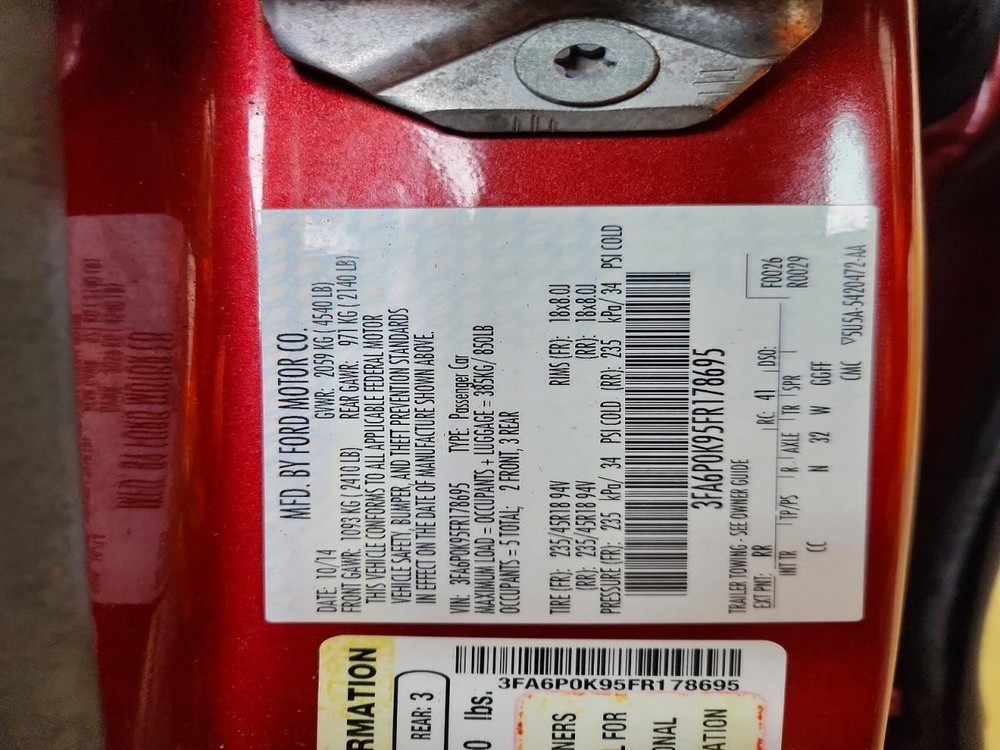 MFD. BY FORD MOTOR CO.
DATE: 10/14 GVWR: 2059 KG ( 4540 LB)
FRONT GAWR: 1093 KG ( 2410 LB) REAR GAWR: 971 KG ( 2140 LB)
THIS VEHICLE CONFORMS TO ALL APPLICABLE FEDERAL MOTOR
VEHICLE SAFETY, BUMPER, AND THEFT PREVENTION STANDARDS
IN EFFECT ON THE DATE OF MANUFACTURE SHOWN ABOVE.
VIN: 3FA6P0K95FR178695 TYPE: Passenger Car
MAXIMUM LOAD = OCCUPANTS + LUGGAGE = 385KG / 850LB
OCCUPANTS = 5 TOTAL; 2 FRONT, 3 REAR
TIRE (FR): 235/45R18 94V RIMS (FR): 18x8.0J
(RR): 235/45R18 94V (RR): 18x8.0J
PRESSURE (FR): 235 kPa/ 34 PSI COLD (RR): 235 kPa/ 34 PSI COLD
3FA6P0K95FR178695
TRAILER TOWING - SEE OWNER GUIDE
EXT PNT: RR RC: 41 DSO: F0026
R0029
INT TR TP/PS R AXLE TR SPR
CC N 32 W GGFF
CMC 5U5A-5420472-AA
RMATION
REAR: 3
0 lbs.
3FA6P0K95FR178695
NERS
L FOR
ONAL
ATION